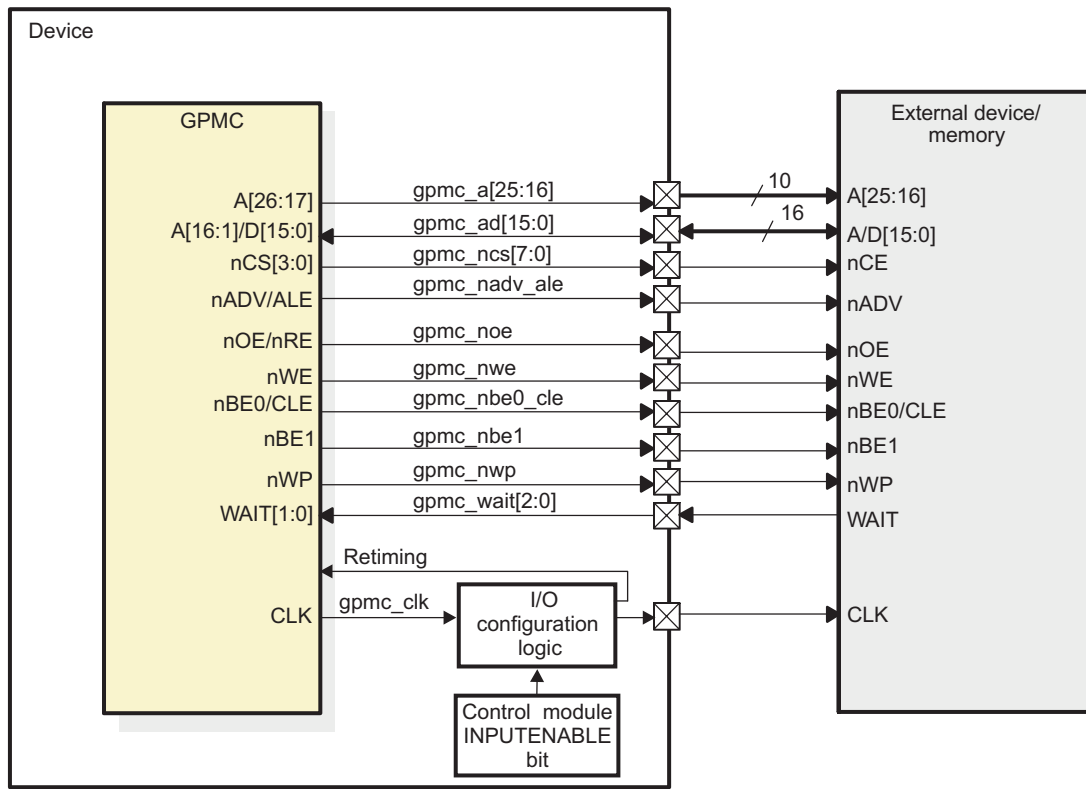 Device
GPMC
External device/
memory
A[26:17]
gpmc_a[25:16]
10
A[25:16]
A[16:1]/D[15:0]
gpmc_ad[15:0]
16
A/D[15:0]
nCS[3:0]
gpmc_ncs[7:0]
nCE
nADV/ALE
gpmc_nadv_ale
nADV
nOE/nRE
gpmc_noe
nOE
nWE
gpmc_nwe
nWE
nBE0/CLE
gpmc_nbe0_cle
nBE0/CLE
nBE1
gpmc_nbe1
nBE1
nWP
gpmc_nwp
nWP
WAIT[1:0]
gpmc_wait[2:0]
WAIT
Retiming
CLK
gpmc_clk
I/O
configuration
logic
CLK
Control module
INPUTENABLE
bit